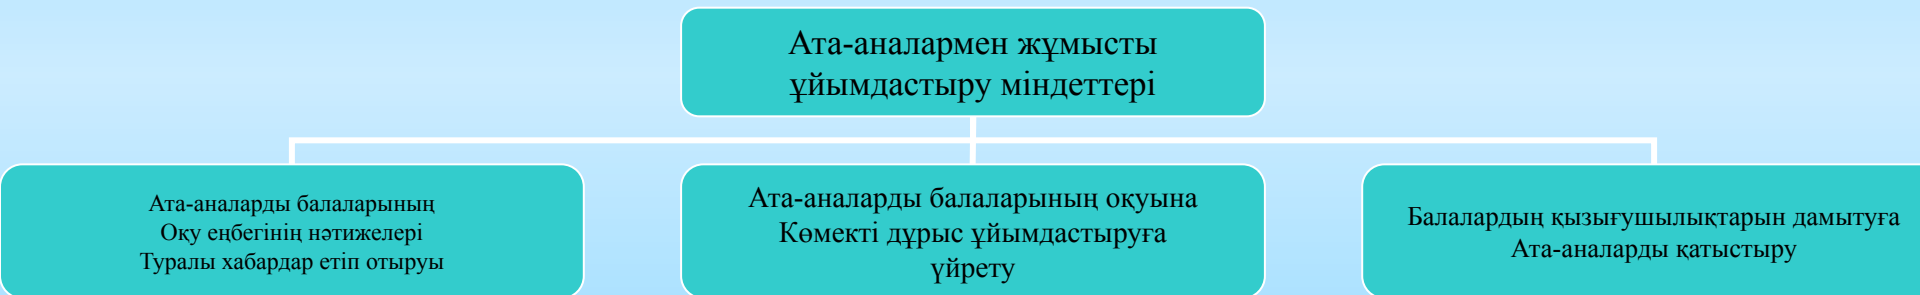 Ата-аналармен жұмысты
ұйымдастыру міндеттері
Ата-аналарды балаларының
Оқу еңбегінің нәтижелері
Туралы хабардар етіп отыруы
Ата-аналарды балаларының оқуына
Көмекті дұрыс ұйымдастыруға
үйрету
Балалардың қызығушылықтарын дамытуға
Ата-аналарды қатыстыру